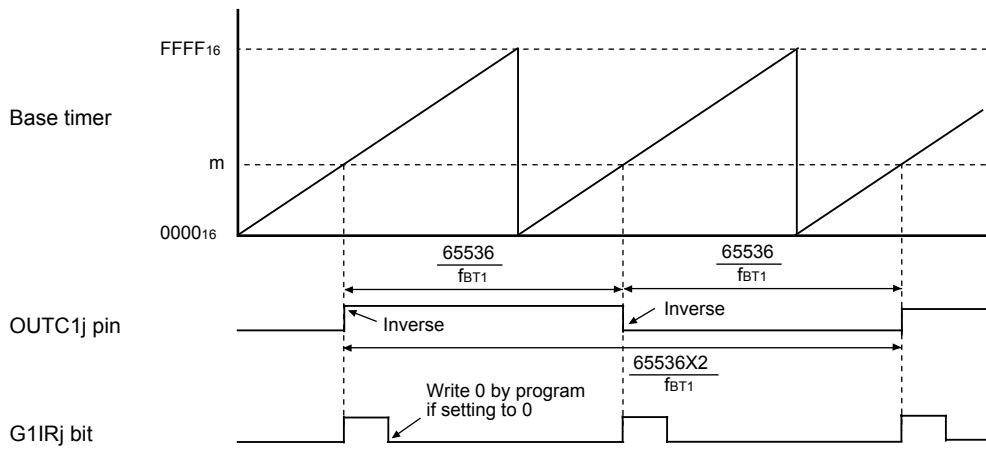 FFFF16
Base timer
m
000016
65536
fBT1
65536
fBT1
OUTC1j pin
Inverse
Inverse
65536X2
fBT1
Write 0 by program
if setting to 0
G1IRj bit